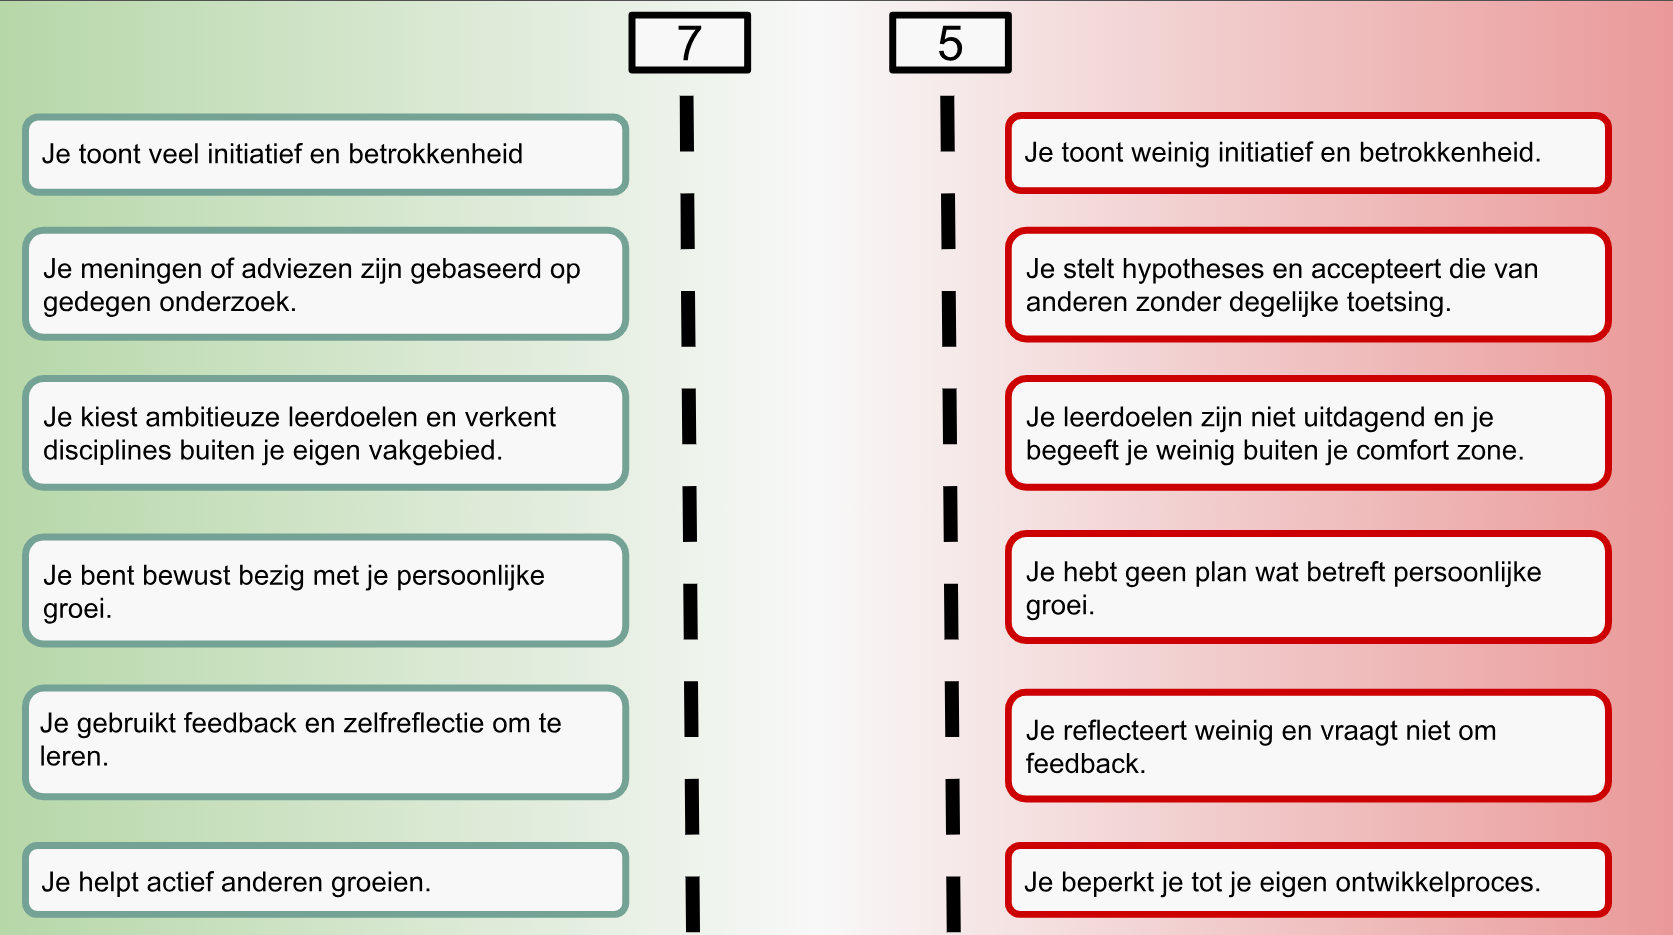 7
5
Je toont veel initiatief en betrokkenheid
Je toont weinig initiatief en betrokkenheid.
Je meningen of adviezen zijn gebaseerd op
gedegen onderzoek.
Je stelt hypotheses en accepteert die van
anderen zonder degelijke toetsing.
Je kiest ambitieuze leerdoelen en verkent
disciplines buiten je eigen vakgebied.
Je leerdoelen zijn niet uitdagend en je
begeeft je weinig buiten je comfort zone.
Je bent bewust bezig met je persoonlijke
groei.
Je hebt geen plan wat betreft persoonlijke
groei.
Je gebruikt feedback en zelfreflectie om te
leren.
Je reflecteert weinig en vraagt niet om
feedback.
Je helpt actief anderen groeien.
Je beperkt je tot je eigen ontwikkelproces.